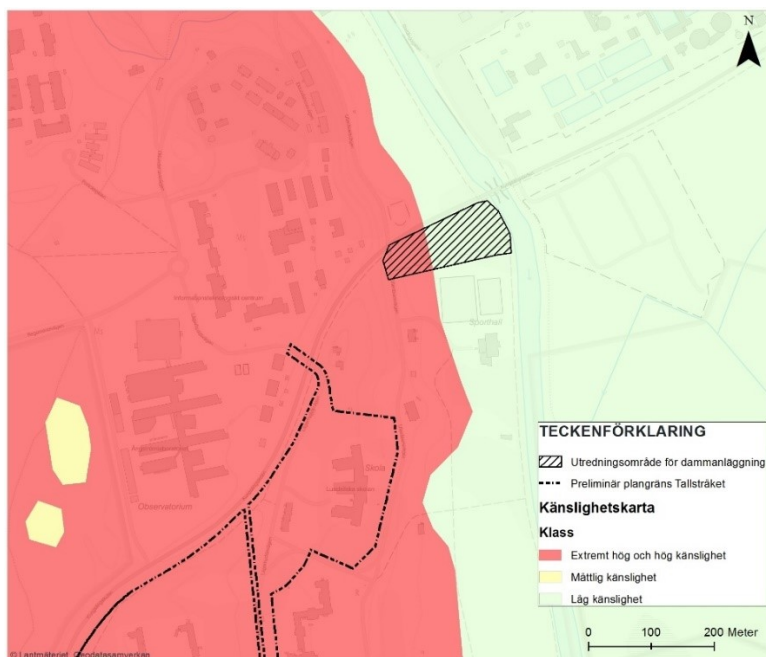 N
Sporthall
Skola
Observatorium
TECKENFÖRKLARING
Utredningsområde för dammanläggning
Preliminär plangräns Tallstråket
Känslighetskarta
Klass
Extremt hög och hög känslighet
Måttlig känslighet
Låg känslighet
0 100 200 Meter
© Lantmäteriet, Geodatasamverkan